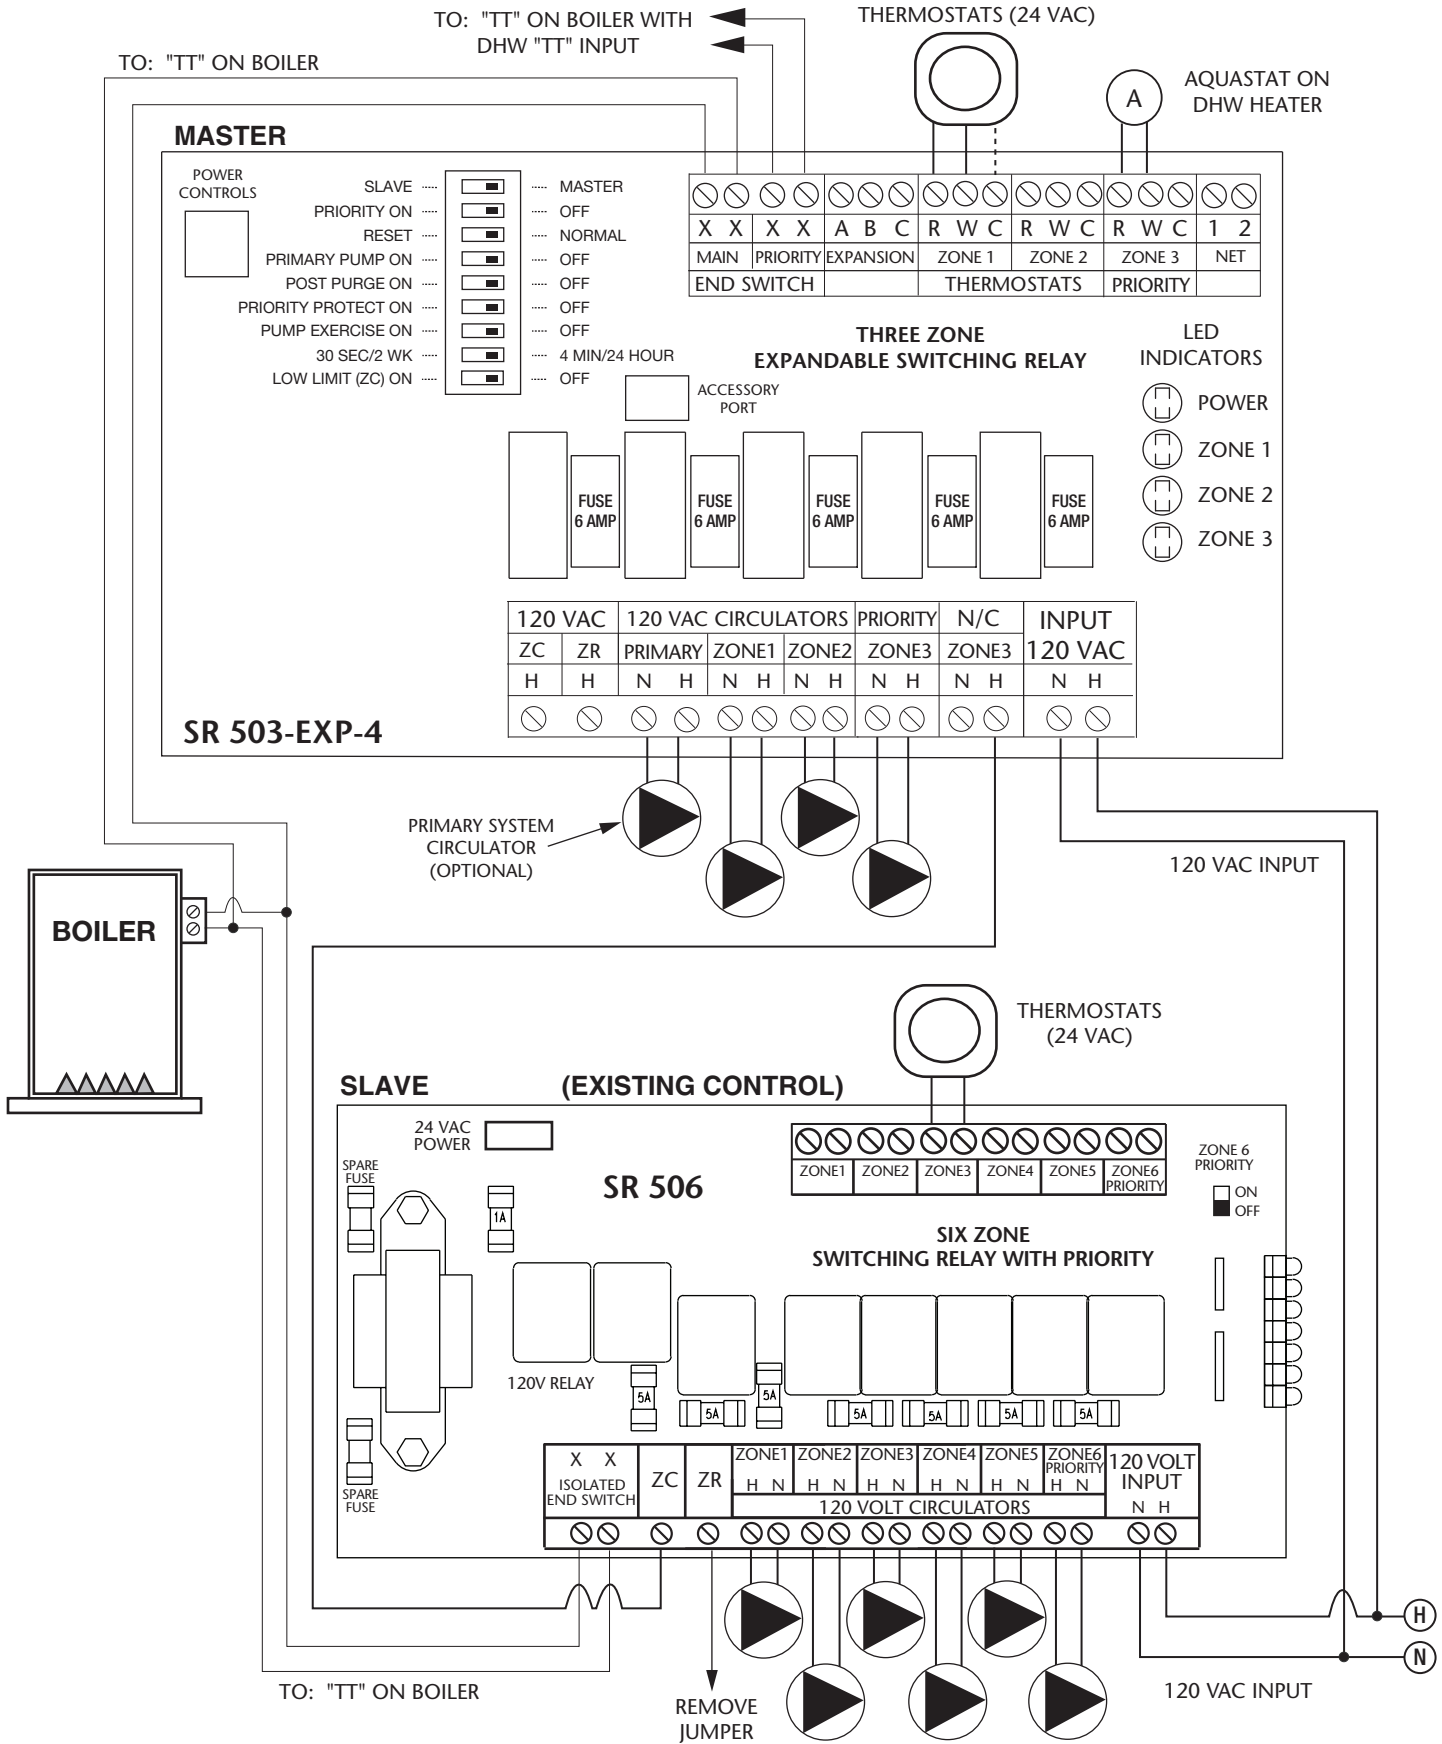 TO: "TT" ON BOILER WITH
DHW "TT" INPUT
THERMOSTATS (24 VAC)
TO: "TT" ON BOILER
A
AQUASTAT ON
DHW HEATER
MASTER
POWER
CONTROLS
SLAVE ..... ..... MASTER
PRIORITY ON ..... ..... OFF
RESET ..... ..... NORMAL
PRIMARY PUMP ON ..... ..... OFF
POST PURGE ON ..... ..... OFF
PRIORITY PROTECT ON ..... ..... OFF
PUMP EXERCISE ON ..... ..... OFF
30 SEC/2 WK ..... ..... 4 MIN/24 HOUR
LOW LIMIT (ZC) ON ..... ..... OFF
X X X X A B C R W C R W C R W C 1 2
MAIN PRIORITY EXPANSION ZONE 1 ZONE 2 ZONE 3 NET
END SWITCH THERMOSTATS PRIORITY
THREE ZONE
EXPANDABLE SWITCHING RELAY
LED
INDICATORS
POWER
ZONE 1
ZONE 2
ZONE 3
ACCESSORY
PORT
FUSE
6 AMP
FUSE
6 AMP
FUSE
6 AMP
FUSE
6 AMP
FUSE
6 AMP
120 VAC 120 VAC CIRCULATORS PRIORITY N/C INPUT
ZC ZR PRIMARY ZONE1 ZONE2 ZONE3 ZONE3 120 VAC
H H N H N H N H N H N H N H
SR 503-EXP-4
PRIMARY SYSTEM
CIRCULATOR
(OPTIONAL)
120 VAC INPUT
BOILER
THERMOSTATS
(24 VAC)
SLAVE (EXISTING CONTROL)
24 VAC
POWER
SPARE
FUSE
1A
SR 506
ZONE1 ZONE2 ZONE3 ZONE4 ZONE5 ZONE6
PRIORITY
ZONE 6
PRIORITY
ON
OFF
SIX ZONE
SWITCHING RELAY WITH PRIORITY
120V RELAY
5A
5A
5A
5A
5A
5A
5A
SPARE
FUSE
X X
ISOLATED
END SWITCH
ZC
ZR
ZONE1 ZONE2 ZONE3 ZONE4 ZONE5 ZONE6
PRIORITY
H N H N H N H N H N H N
120 VOLT CIRCULATORS
120 VOLT
INPUT
N H
H
N
TO: "TT" ON BOILER
REMOVE
JUMPER
120 VAC INPUT